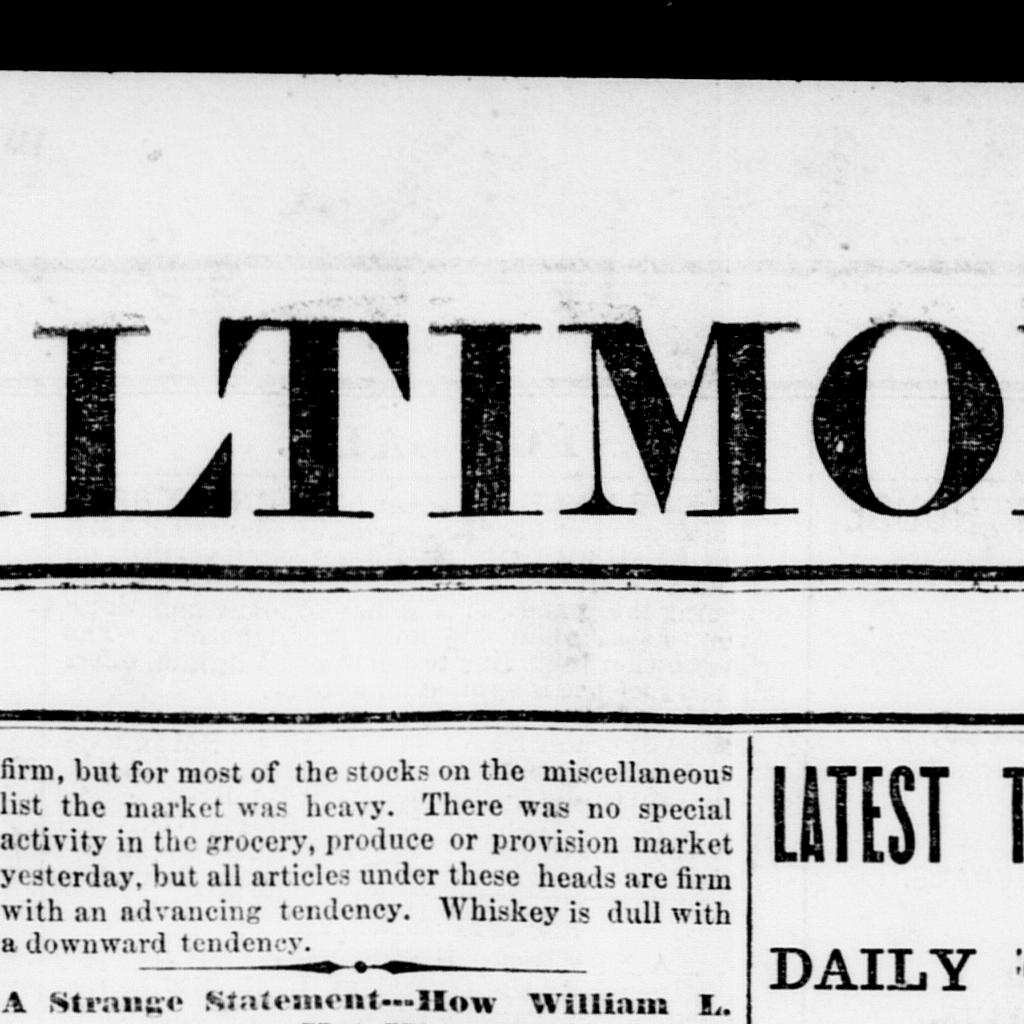 LTIMO
firm, but for most of the stocks on the miscellaneous
list the market was heavy. There was no special
activity in the grocery, produce or provision market
yesterday, but all articles under these heads are firm
with an advancing tendency. Whiskey is dull with
a downward tendency.
A Strange Statement---How William L.
LATEST T
DAILY